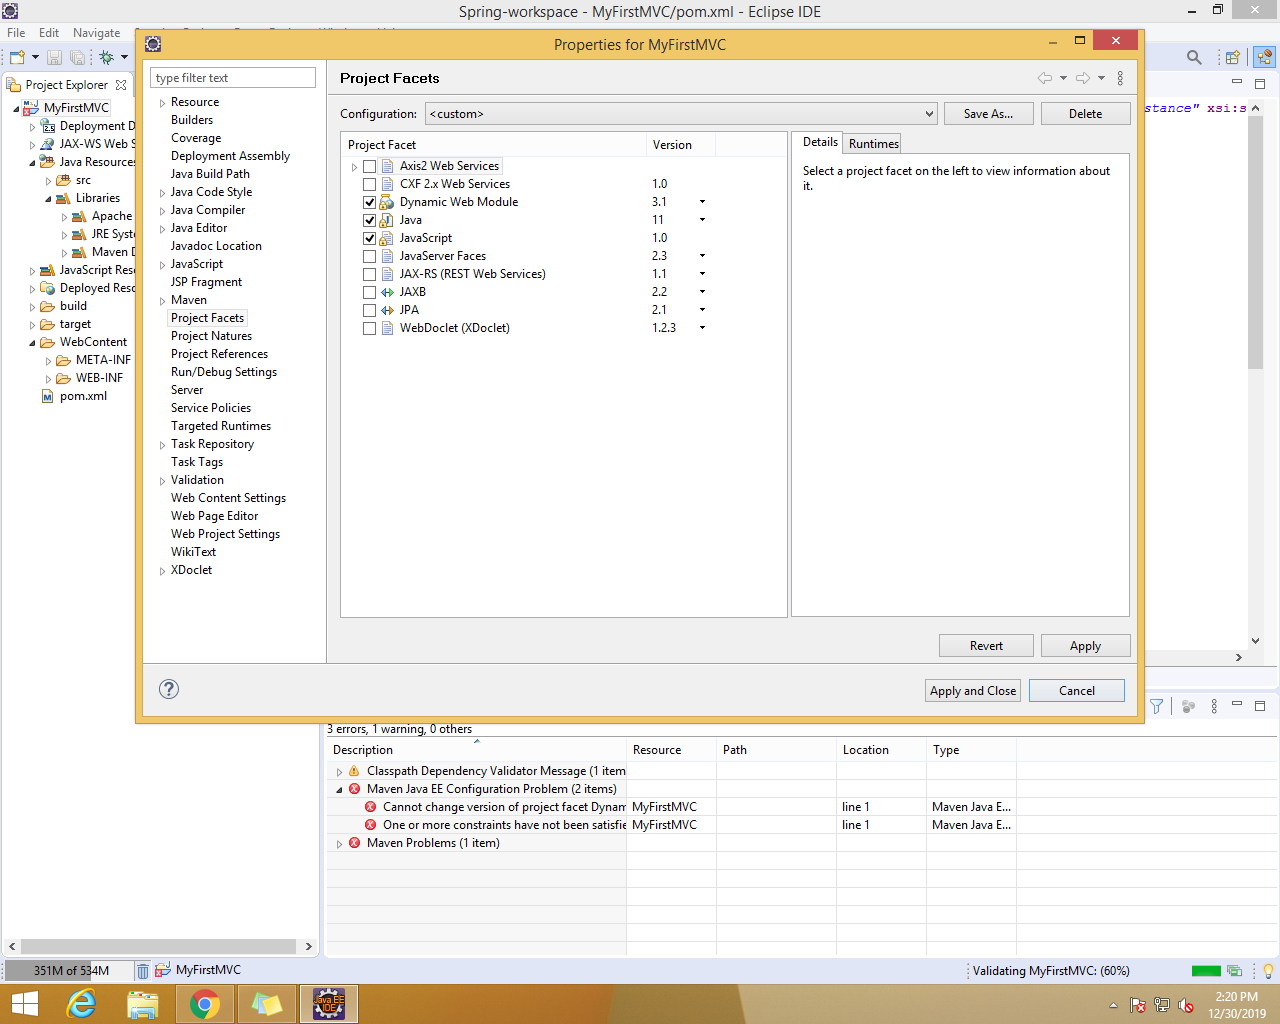 Spring-workspace - MyFirstMVC/pom.xml - Eclipse IDE
File Edit Navigate
Properties for MyFirstMVC
Project Explorer
MyFirstMVC
Deployment D
JAX-WS Web S
Java Resources
src
Libraries
Apache
JRE Syst
Maven D
JavaScript Reso
Deployed Reso
build
target
WebContent
META-INF
WEB-INF
pom.xml
type filter text
Resource
Builders
Coverage
Deployment Assembly
Java Build Path
Java Code Style
Java Compiler
Java Editor
Javadoc Location
JavaScript
JSP Fragment
Maven
Project Facets
Project Natures
Project References
Run/Debug Settings
Server
Service Policies
Targeted Runtimes
Task Repository
Task Tags
Validation
Web Content Settings
Web Page Editor
Web Project Settings
WikiText
XDoclet
Project Facets
Configuration: <custom> Save As... Delete
Project Facet Version
Axis2 Web Services
CXF 2.x Web Services 1.0
Dynamic Web Module 3.1
Java 11
JavaScript 1.0
JavaServer Faces 2.3
JAX-RS (REST Web Services) 1.1
JAXB 2.2
JPA 2.1
WebDoclet (XDoclet) 1.2.3
Details Runtimes
Select a project facet on the left to view information about
it.
Revert Apply
Apply and Close Cancel
stance" xsi:s
3 errors, 1 warning, 0 others
Description Resource Path Location Type
Classpath Dependency Validator Message (1 item
Maven Java EE Configuration Problem (2 items)
Cannot change version of project facet Dynam MyFirstMVC line 1 Maven Java E...
One or more constraints have not been satisfie MyFirstMVC line 1 Maven Java E...
Maven Problems (1 item)
351M of 534M MyFirstMVC Validating MyFirstMVC: (60%)
Java EE
IDE
2:20 PM
12/30/2019